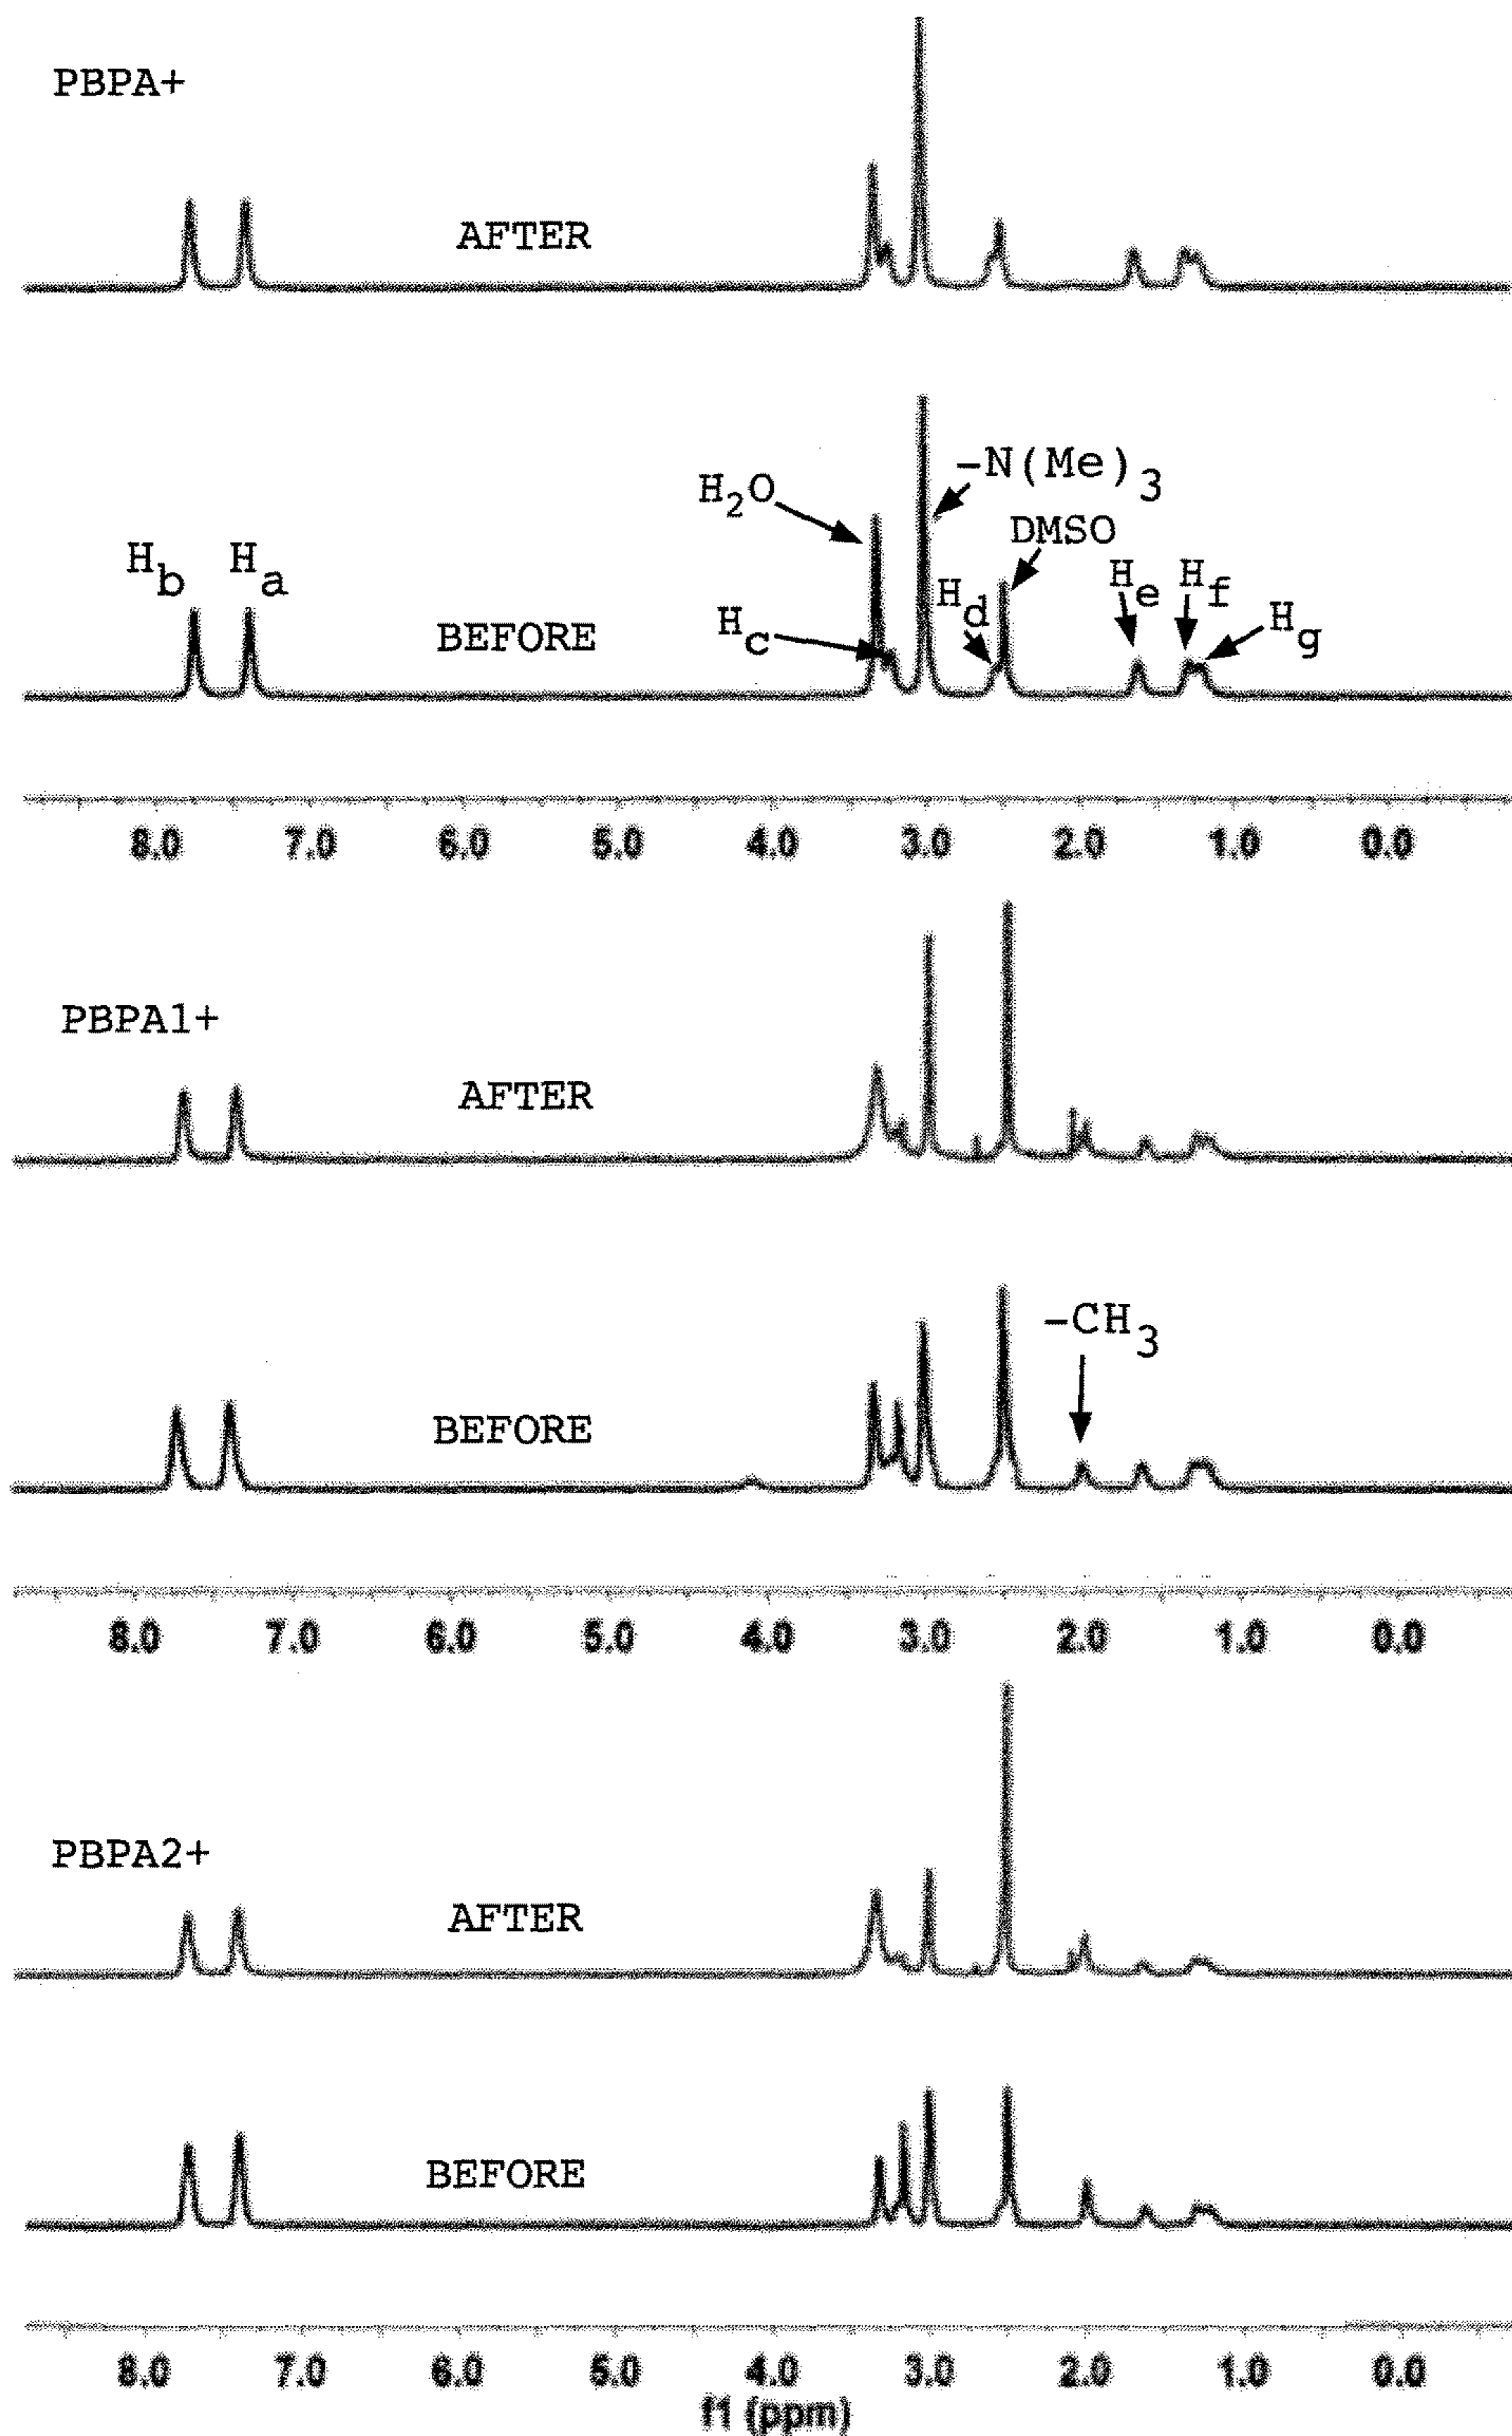 PBPA+
AFTER
-N(Me)3
H2O
DMSO
Hb Ha
He Hf
Hd
Hg
Hc
BEFORE
8.0 7.0 6.0 5.0 4.0 3.0 2.0 1.0 0.0
PBPA1+
AFTER
-CH3
BEFORE
8.0 7.0 6.0 5.0 4.0 3.0 2.0 1.0 0.0
PBPA2+
AFTER
BEFORE
8.0 7.0 6.0 5.0 4.0 3.0 2.0 1.0 0.0
f1 (ppm)